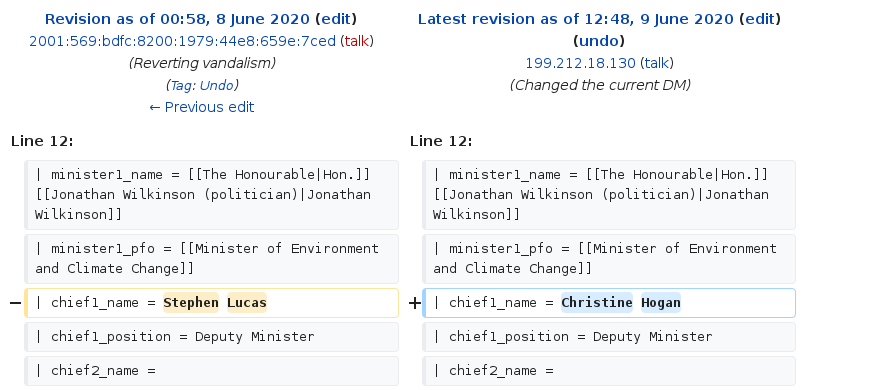 Revision as of 00:58, 8 June 2020 (edit)
2001:569:bdfc:8200:1979:44e8:659e:7ced (talk)
(Reverting vandalism)
(Tag: Undo)
← Previous edit
Latest revision as of 12:48, 9 June 2020 (edit)
(undo)
199.212.18.130 (talk)
(Changed the current DM)
Line 12:
Line 12:
| minister1_name = [[The Honourable|Hon.]]
[[Jonathan Wilkinson (politician)|Jonathan
Wilkinson]]
| minister1_name = [[The Honourable|Hon.]]
[[Jonathan Wilkinson (politician)|Jonathan
Wilkinson]]
| minister1_pfo = [[Minister of Environment
and Climate Change]]
| minister1_pfo = [[Minister of Environment
and Climate Change]]
− | chief1_name = Stephen Lucas
+ | chief1_name = Christine Hogan
| chief1_position = Deputy Minister
| chief1_position = Deputy Minister
| chief2_name =
| chief2_name =